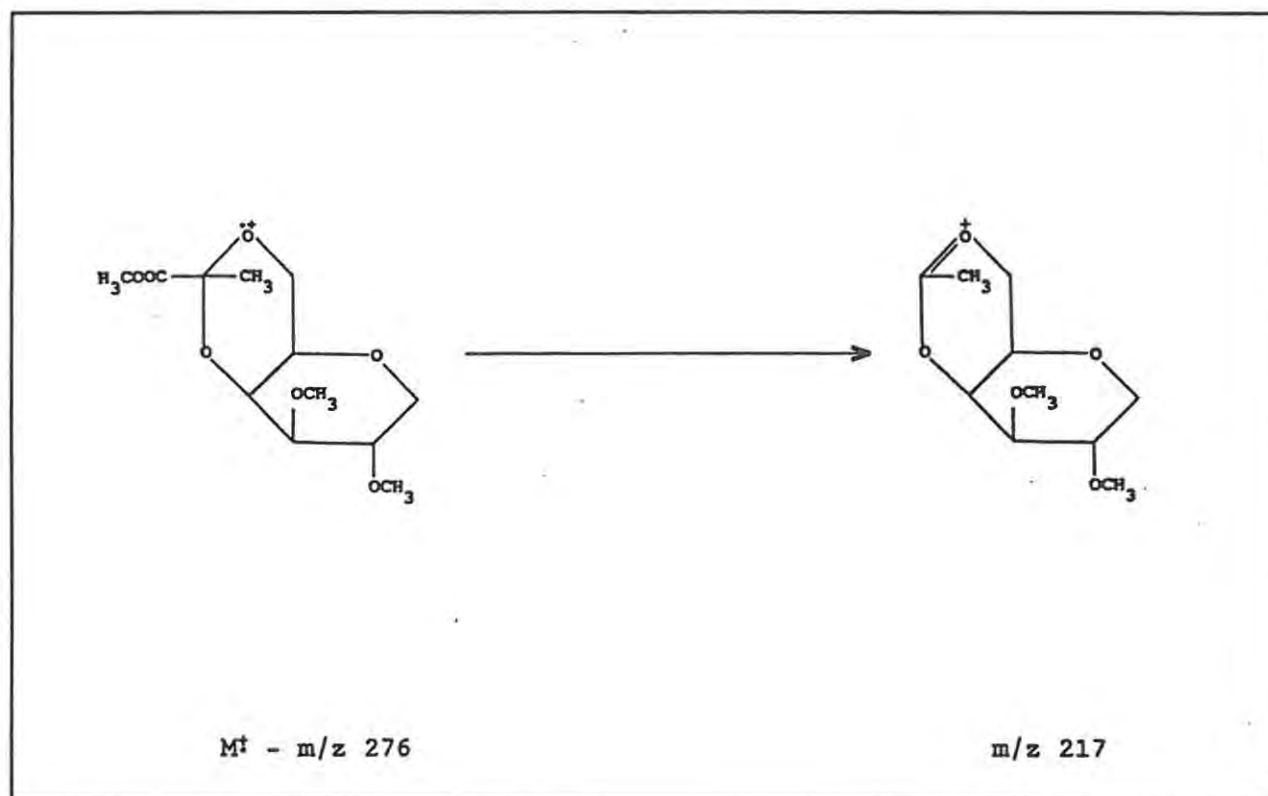 ·+
O
H₃COOC
CH₃
O
O
OCH₃
OCH₃
+
O
CH₃
O
O
OCH₃
OCH₃
M‡ - m/z 276
m/z 217